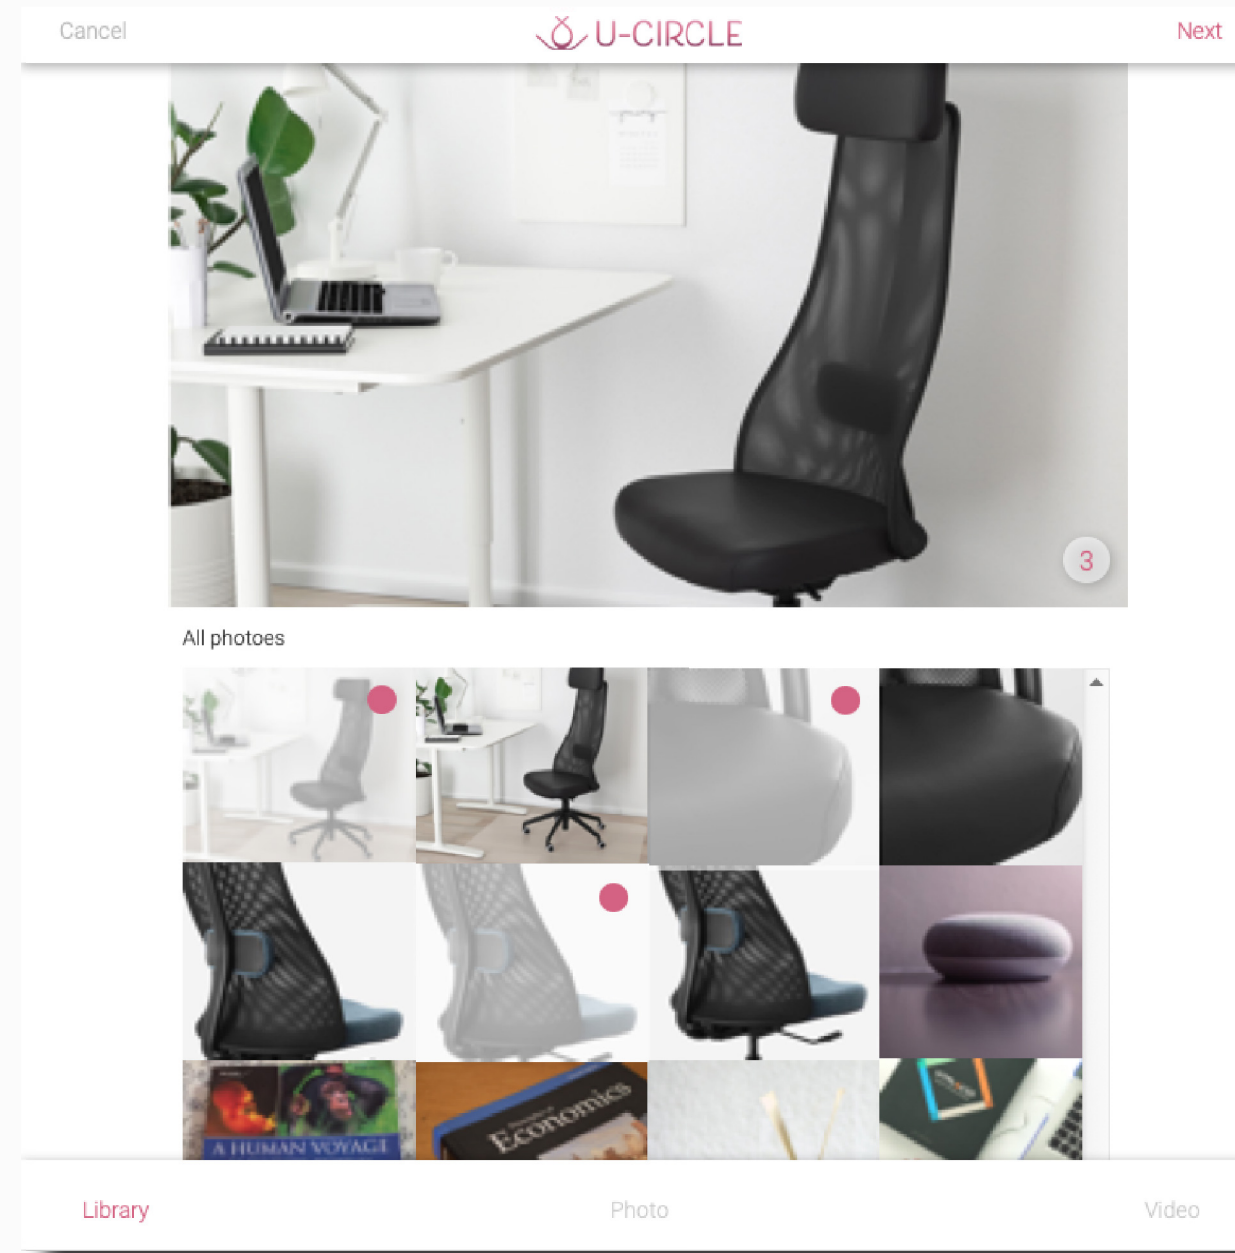 Cancel
U-CIRCLE
Next
3
All photoes
A HUMAN VOYAGE
Economics
Library
Photo
Video